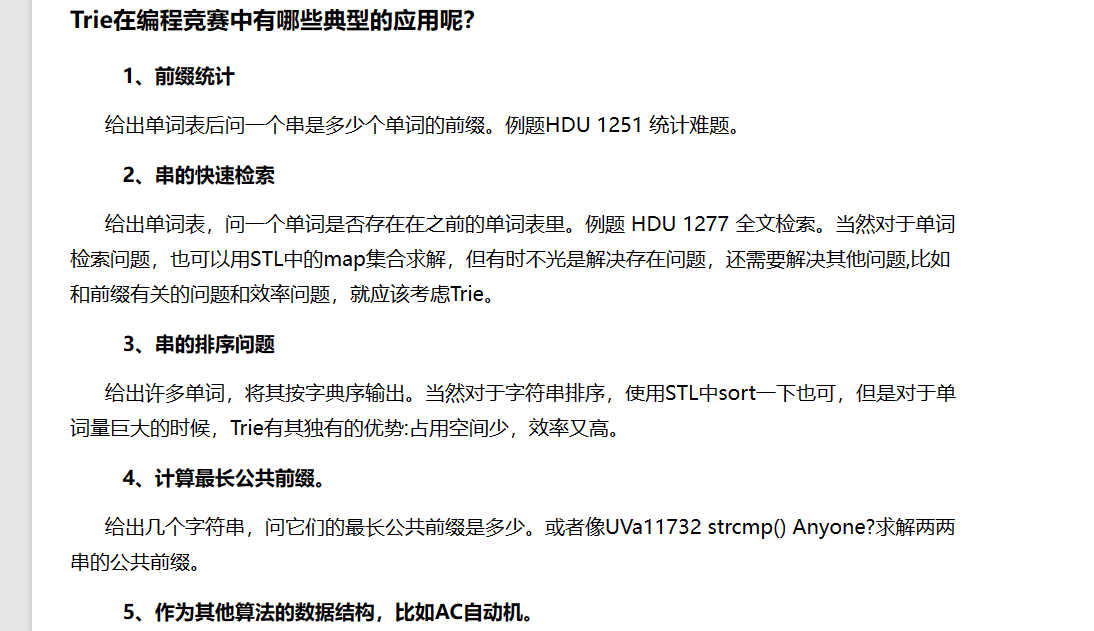 Trie在编程竞赛中有哪些典型的应用呢？
1、前缀统计
给出单词表后问一个串是多少个单词的前缀。例题HDU 1251 统计难题。
2、串的快速检索
给出单词表，问一个单词是否存在在之前的单词表里。例题 HDU 1277 全文检索。当然对于单词
检索问题，也可以用STL中的map集合求解，但有时不光是解决存在问题，还需要解决其他问题,比如
和前缀有关的问题和效率问题，就应该考虑Trie。
3、串的排序问题
给出许多单词，将其按字典序输出。当然对于字符串排序，使用STL中sort一下也可，但是对于单
词量巨大的时候，Trie有其独有的优势:占用空间少，效率又高。
4、计算最长公共前缀。
给出几个字符串，问它们的最长公共前缀是多少。或者像UVa11732 strcmp() Anyone?求解两两
串的公共前缀。
5、作为其他算法的数据结构，比如AC自动机。